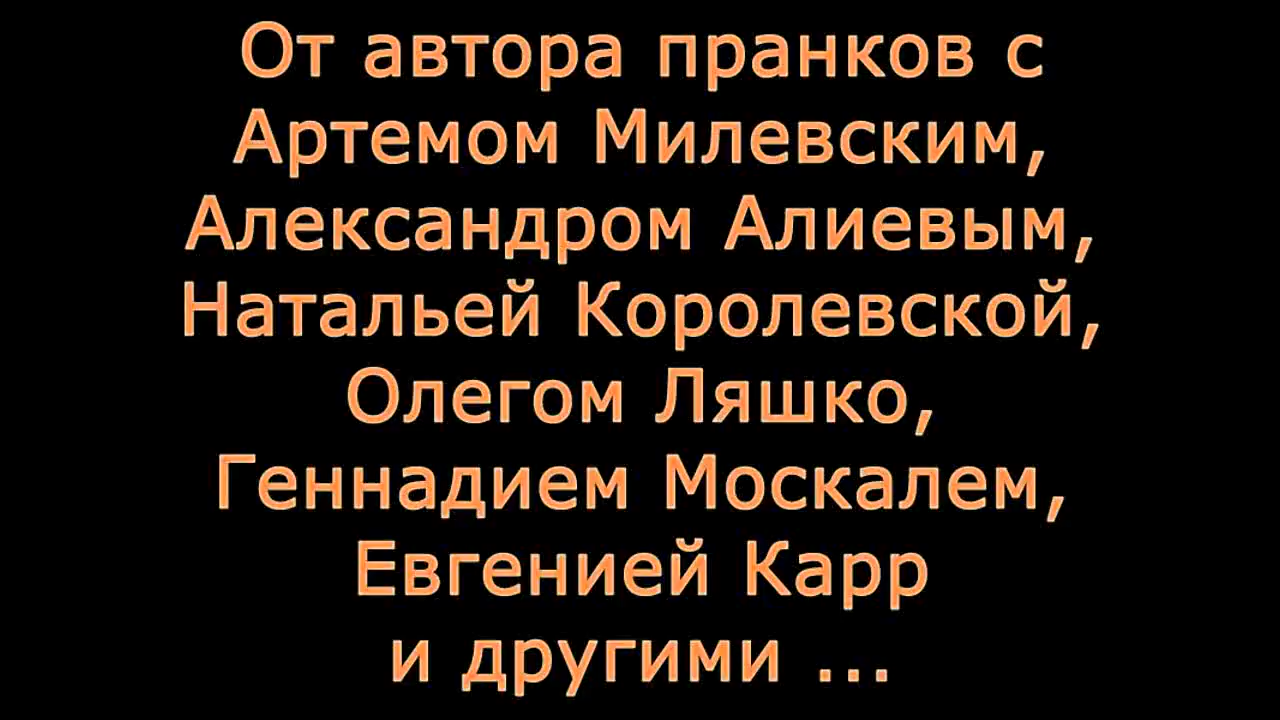 От автора пранков с
Артемом Милевским,
Александром Алиевым,
Натальей Королевской,
Олегом Ляшко,
Геннадием Москалем,
Евгенией Карр
и другими ...